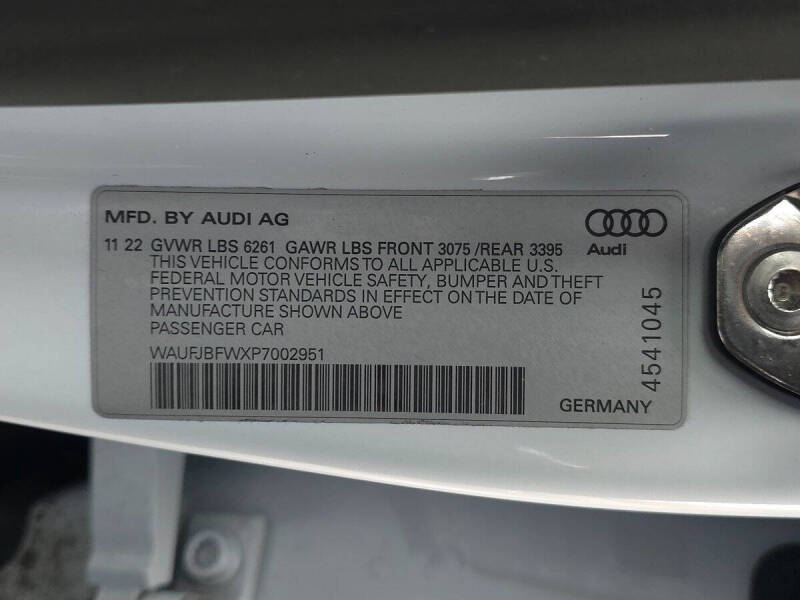 MFD. BY AUDI AG
Audi
11 22 GVWR LBS 6261 GAWR LBS FRONT 3075 /REAR 3395
THIS VEHICLE CONFORMS TO ALL APPLICABLE U.S.
FEDERAL MOTOR VEHICLE SAFETY, BUMPER AND THEFT
PREVENTION STANDARDS IN EFFECT ON THE DATE OF
MANUFACTURE SHOWN ABOVE
PASSENGER CAR
WAUFJBFWXP7002951
GERMANY
4541045